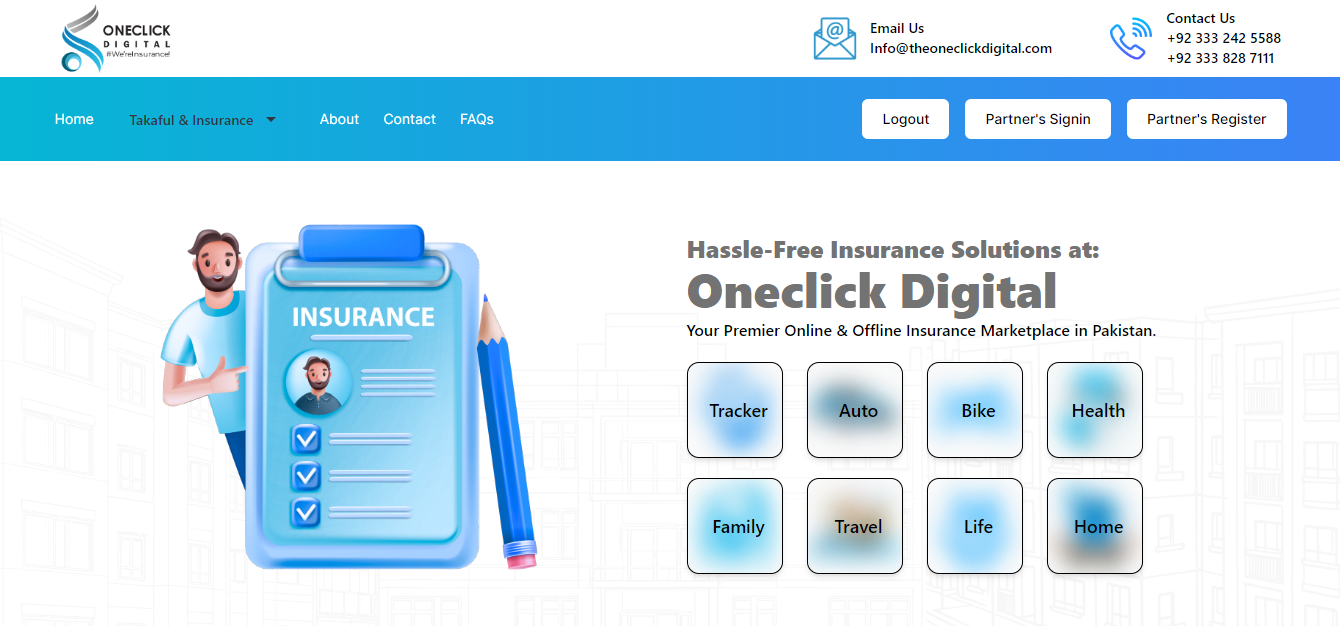 ONECLICK
DIGITAL
#We'reInsurance!
Email Us
Info@theoneclickdigital.com
Contact Us
+92 333 242 5588
+92 333 828 7111
Home
Takaful & Insurance
About
Contact
FAQs
Logout
Partner's Signin
Partner's Register
INSURANCE
Hassle-Free Insurance Solutions at:
Oneclick Digital
Your Premier Online & Offline Insurance Marketplace in Pakistan.
Tracker
Auto
Bike
Health
Family
Travel
Life
Home